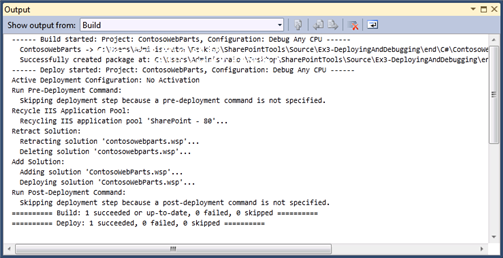 Output
Show output from: Build
------ Build started: Project: ContosoWebParts, Configuration: Debug Any CPU ------
ContosoWebParts -> C:\Users\ \SharePointTools\Source\Ex3-DeployingAndDebugging\end\C#\ContosoWe
Successfully created package at: C:\Users\ \SharePointTools\Source\Ex3-DeployingAndDebugging\en
------ Deploy started: Project: ContosoWebParts, Configuration: Debug Any CPU ------
Active Deployment Configuration: No Activation
Run Pre-Deployment Command:
Skipping deployment step because a pre-deployment command is not specified.
Recycle IIS Application Pool:
Recycling IIS application pool 'SharePoint - 80'...
Retract Solution:
Retracting solution 'contosowebparts.wsp'...
Deleting solution 'contosowebparts.wsp'...
Add Solution:
Adding solution 'ContosoWebParts.wsp'...
Deploying solution 'ContosoWebParts.wsp'...
Run Post-Deployment Command:
Skipping deployment step because a post-deployment command is not specified.
========== Build: 1 succeeded or up-to-date, 0 failed, 0 skipped ==========
========== Deploy: 1 succeeded, 0 failed, 0 skipped ==========